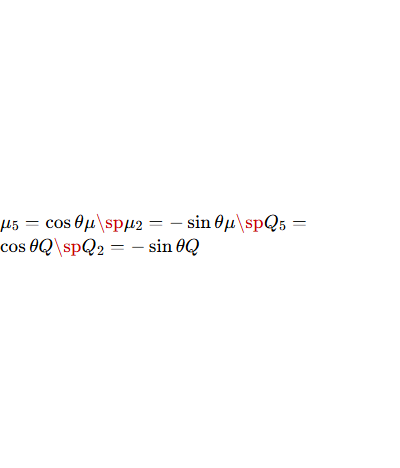 μ₅ = cos θμ\spμ₂ = − sin θμ\spQ₅ =
cos θQ\spQ₂ = − sin θQ